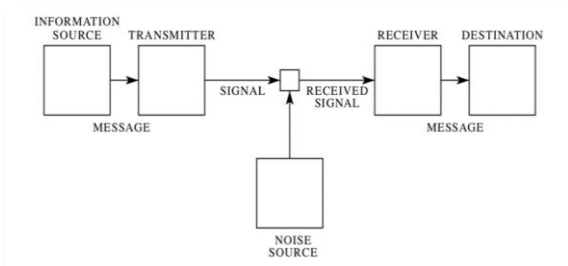 INFORMATION
SOURCE
TRANSMITTER
RECEIVER
DESTINATION
SIGNAL
RECEIVED
SIGNAL
MESSAGE
MESSAGE
NOISE
SOURCE